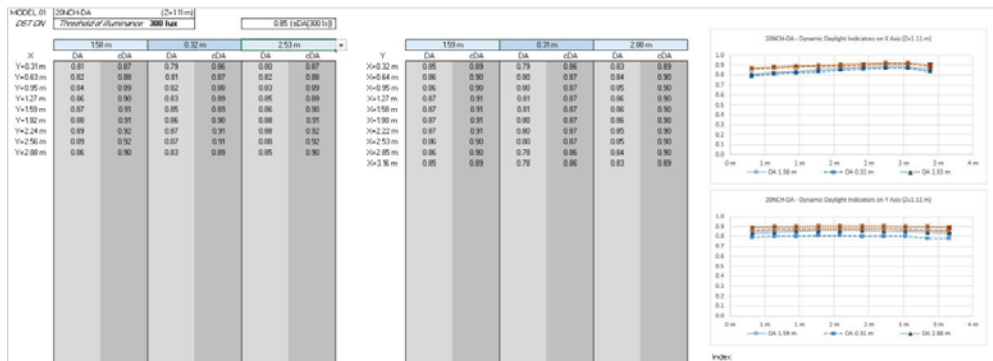 MODEL 01 20NCH-DA (Z=1.11 m)
DIST ON Threshold of illuminance 300 lux 0.85 (sDA[300 lx])
1.58 m 0.32 m 2.53 m
X DA cDA DA cDA DA cDA
Y=0.31 m 0.81 0.87 0.79 0.86 0.80 0.87
Y=0.63 m 0.82 0.88 0.81 0.87 0.82 0.88
Y=0.95 m 0.84 0.89 0.82 0.88 0.83 0.89
Y=1.27 m 0.86 0.90 0.83 0.89 0.85 0.89
Y=1.59 m 0.87 0.91 0.85 0.89 0.86 0.90
Y=1.92 m 0.88 0.91 0.86 0.90 0.88 0.91
Y=2.24 m 0.89 0.92 0.87 0.91 0.88 0.92
Y=2.56 m 0.89 0.92 0.87 0.91 0.88 0.92
Y=2.88 m 0.86 0.90 0.83 0.89 0.85 0.90
1.59 m 0.31 m 2.88 m
Y DA cDA DA cDA DA cDA
X=0.32 m 0.85 0.89 0.79 0.86 0.83 0.89
X=0.64 m 0.86 0.90 0.80 0.87 0.84 0.90
X=0.95 m 0.86 0.90 0.80 0.87 0.85 0.90
X=1.27 m 0.87 0.91 0.81 0.87 0.86 0.90
X=1.58 m 0.87 0.91 0.81 0.87 0.86 0.90
X=1.90 m 0.87 0.91 0.80 0.87 0.86 0.90
X=2.22 m 0.87 0.91 0.80 0.87 0.85 0.90
X=2.53 m 0.86 0.90 0.80 0.87 0.85 0.90
X=2.85 m 0.86 0.90 0.78 0.86 0.84 0.90
X=3.16 m 0.85 0.89 0.78 0.86 0.83 0.89
20NCH-DA - Dynamic Daylight Indicators on X Axis (Z=1.11 m)
1.0
0.9
0.8
0.7
0.6
0.5
0.4
0.3
0.2
0.1
0.0
0 m 1 m 1 m 2 m 2 m 3 m 3 m 4 m
DA 1.58 m DA 0.32 m DA 2.53 m
20NCH-DA - Dynamic Daylight Indicators on Y Axis (Z=1.11 m)
1.0
0.9
0.8
0.7
0.6
0.5
0.4
0.3
0.2
0.1
0.0
0 m 1 m 1 m 2 m 2 m 3 m 3 m 4 m
DA 1.59 m DA 0.31 m DA 2.88 m
Index: